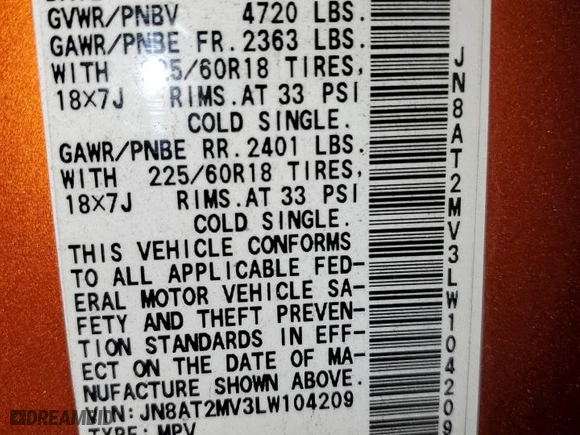 GVWR/PNBV 4720 LBS.
GAWR/PNBE FR. 2363 LBS.
WITH 225/60R18 TIRES,
18×7J RIMS. AT 33 PSI
COLD SINGLE.
GAWR/PNBE RR. 2401 LBS.
WITH 225/60R18 TIRES,
18×7J RIMS. AT 33 PSI
COLD SINGLE.
THIS VEHICLE CONFORMS
TO ALL APPLICABLE FED-
ERAL MOTOR VEHICLE SA-
FETY AND THEFT PREVEN-
TION STANDARDS IN EFF-
ECT ON THE DATE OF MA-
NUFACTURE SHOWN ABOVE.
VIN: JN8AT2MV3LW104209
TYPE: MPV
JN8AT2MV3LW104209
DREAMBID